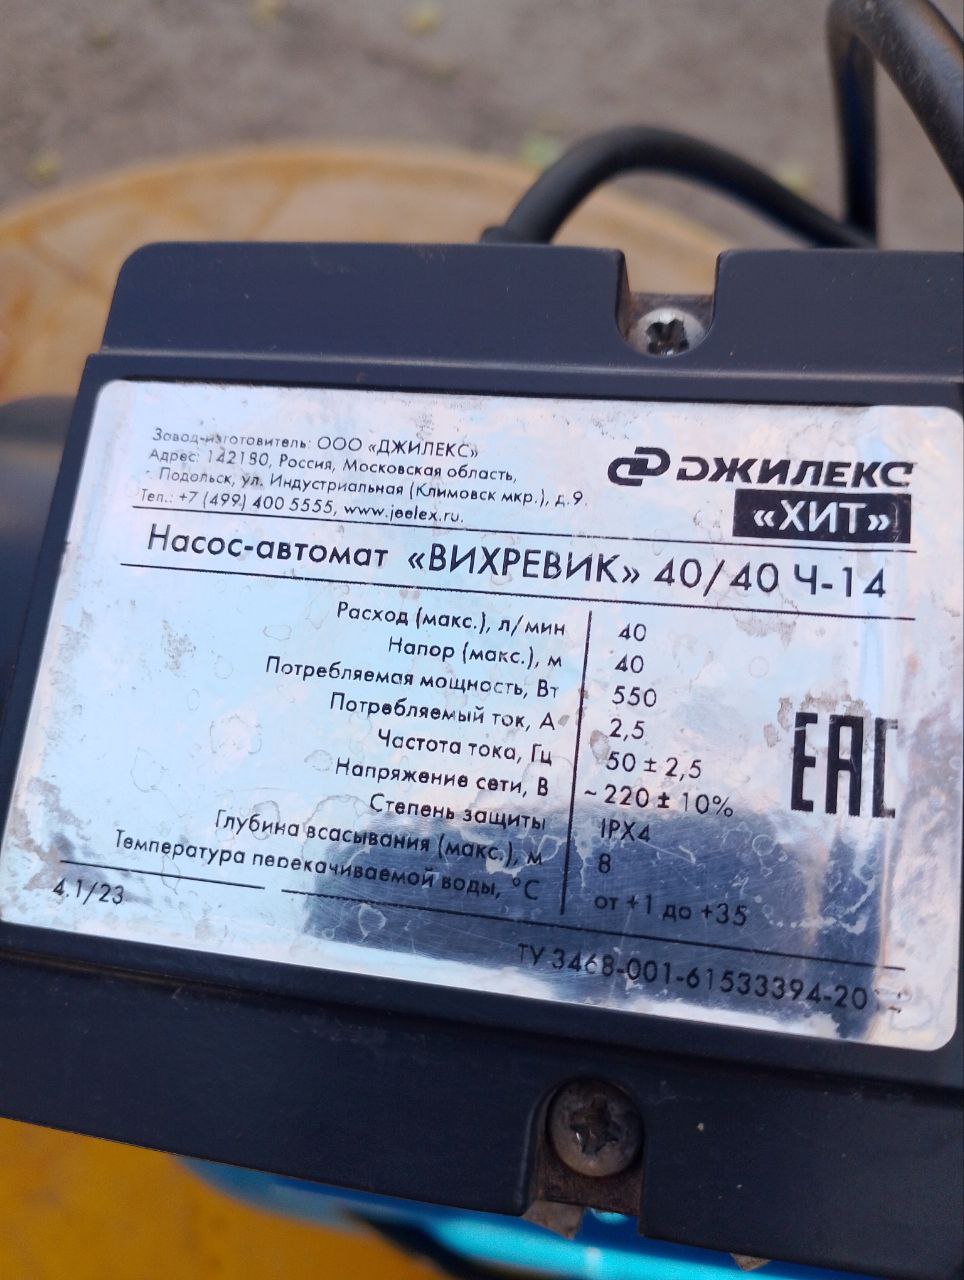 Завод-изготовитель: ООО «ДЖИЛЕКС»
Адрес: 142180, Россия, Московская область,
г. Подольск, ул. Индустриальная (Климовск мкр.), д.9.
Тел.: +7 (499) 400 5555, www.jeelex.ru.
ДЖИЛЕКС
«ХИТ»
Насос-автомат «ВИХРЕВИК» 40/40 Ч-14
Расход (макс.), л/мин 40
Напор (макс.), м 40
Потребляемая мощность, Вт 550
Потребляемый ток, А 2,5
Частота тока, Гц 50 ± 2,5
Напряжение сети, В ~ 220 ± 10%
Степень защиты IPX4
Глубина всасывания (макс.), м 8
Температура перекачиваемой воды, °С от +1 до +35
EAC
4.1/23
ТУ 3468-001-61533394-20